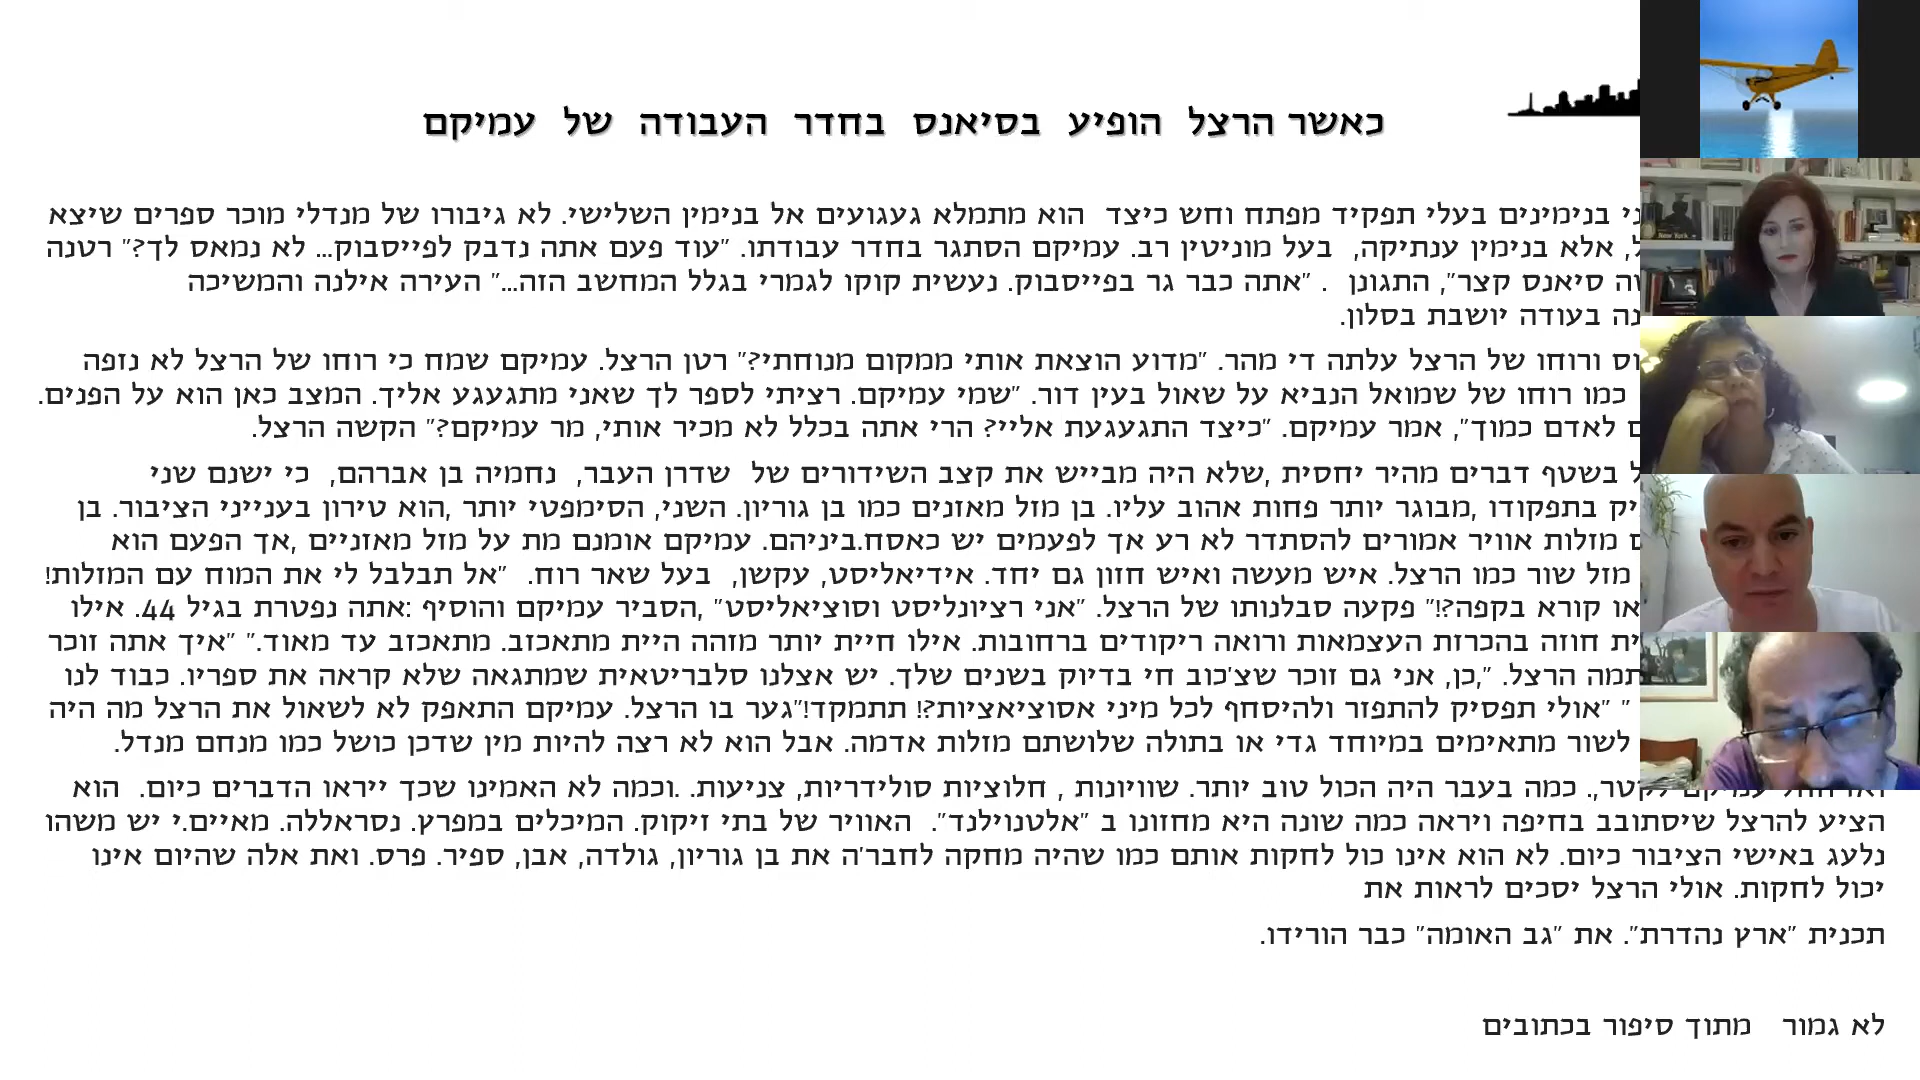 כאשר הרצל הופיע בסיאנס בחדר העבודה של עמיקם
בנימינים בעלי תפקיד מפתח וחש כיצד הוא מתמלא געגועים אל בנימין השלישי. לא גיבורו של מנדלי מוכר ספרים שיצא
אלא בנימין ענתיקה, בעל מוניטין רב. עמיקם הסתגר בחדר עבודתו. "עוד פעם אתה נדבק לפייסבוק... לא נמאס לך?" רטנה
סיאנס קצר", התגונן . "אתה כבר גר בפייסבוק. נעשית קוקו לגמרי בגלל המחשב הזה..." העירה אילנה והמשיכה
בעודה יושבת בסלון.
ורוחו של הרצל עלתה די מהר. "מדוע הוצאת אותי ממקום מנוחתי?" רטן הרצל. עמיקם שמח כי רוחו של הרצל לא נזפה
כמו רוחו של שמואל הנביא על שאול בעין דור. "שמי עמיקם. רציתי לספר לך שאני מתגעגע אליך. המצב כאן הוא על הפנים.
לאדם כמוך", אמר עמיקם. "כיצד התגעגעת אליי? הרי אתה בכלל לא מכיר אותי, מר עמיקם?" הקשה הרצל.
בשטף דברים מהיר יחסית ,שלא היה מבייש את קצב השידורים של שדרן העבר, נחמיה בן אברהם, כי ישנם שני
בתפקודו ,מבוגר יותר פחות אהוב עליו. בן מזל מאזנים כמו בן גוריון. השני, הסימפטי יותר ,הוא טירון בענייני הציבור. בן
מזלות אוויר אמורים להסתדר לא רע אך לפעמים יש כאסח.ביניהם. עמיקם אומנם מת על מזל מאזניים ,אך הפעם הוא
מזל שור כמו הרצל. איש מעשה ואיש חזון גם יחד. אידיאליסט, עקשן, בעל שאר רוח. "אל תבלבל לי את המוח עם המזלות!
או קורא בקפה?!" פקעה סבלנותו של הרצל. "אני רציונליסט וסוציאליסט" ,הסביר עמיקם והוסיף :אתה נפטרת בגיל 44. אילו
חוזה בהכרזת העצמאות ורואה ריקודים ברחובות. אילו חיית יותר מזהה היית מתאכזב. מתאכזב עד מאוד." "איך אתה זוכר
תמה הרצל. ",כן, אני גם זוכר שצ'כוב חי בדיוק בשנים שלך. יש אצלנו סלבריטאית שמתגאה שלא קראה את ספריו. כבוד לנו
" "אולי תפסיק להתפזר ולהיסחף לכל מיני אסוציאציות?! תתמקד!"גער בו הרצל. עמיקם התאפק לא לשאול את הרצל מה היה
לשור מתאימים במיוחד גדי או בתולה שלושתם מזלות אדמה. אבל הוא לא רצה להיות מין שדכן כושל כמו מנחם מנדל.
לקטר,. כמה בעבר היה הכול טוב יותר. שוויונות , חלוציות סולידריות, צניעות. .וכמה לא האמינו שכך ייראו הדברים כיום. הוא
הציע להרצל שיסתובב בחיפה ויראה כמה שונה היא מחזונו ב "אלטנוילנד". האוויר של בתי זיקוק. המיכלים במפרץ. נסראללה. מאיים.י יש משהו
נלעג באישי הציבור כיום. לא הוא אינו כול לחקות אותם כמו שהיה מחקה לחבר'ה את בן גוריון, גולדה, אבן, ספיר. פרס. ואת אלה שהיום אינו
יכול לחקות. אולי הרצל יסכים לראות את
תכנית "ארץ נהדרת". את "גב האומה" כבר הורידו.
לא גמור מתוך סיפור בכתובים
New York